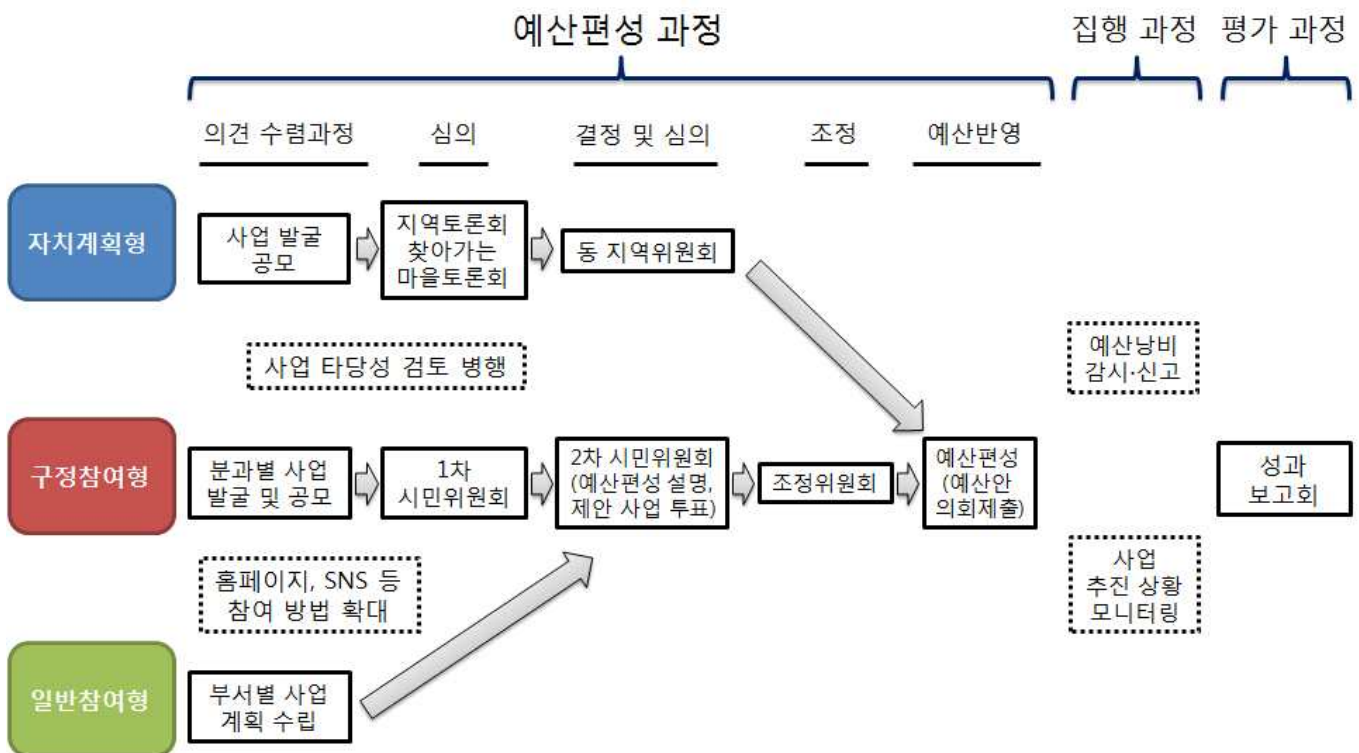 예산편성 과정
집행 과정
평가 과정
의견 수렴과정
심의
결정 및 심의
조정
예산반영
자치계획형
사업 발굴
공모
지역토론회
찾아가는
마을토론회
동 지역위원회
사업 타당성 검토 병행
예산낭비
감시·신고
구정참여형
분과별 사업
발굴 및 공모
1차
시민위원회
2차 시민위원회
(예산편성 설명,
제안 사업 투표)
조정위원회
예산편성
(예산안
의회제출)
성과
보고회
홈페이지, SNS 등
참여 방법 확대
사업
추진 상황
모니터링
일반참여형
부서별 사업
계획 수립